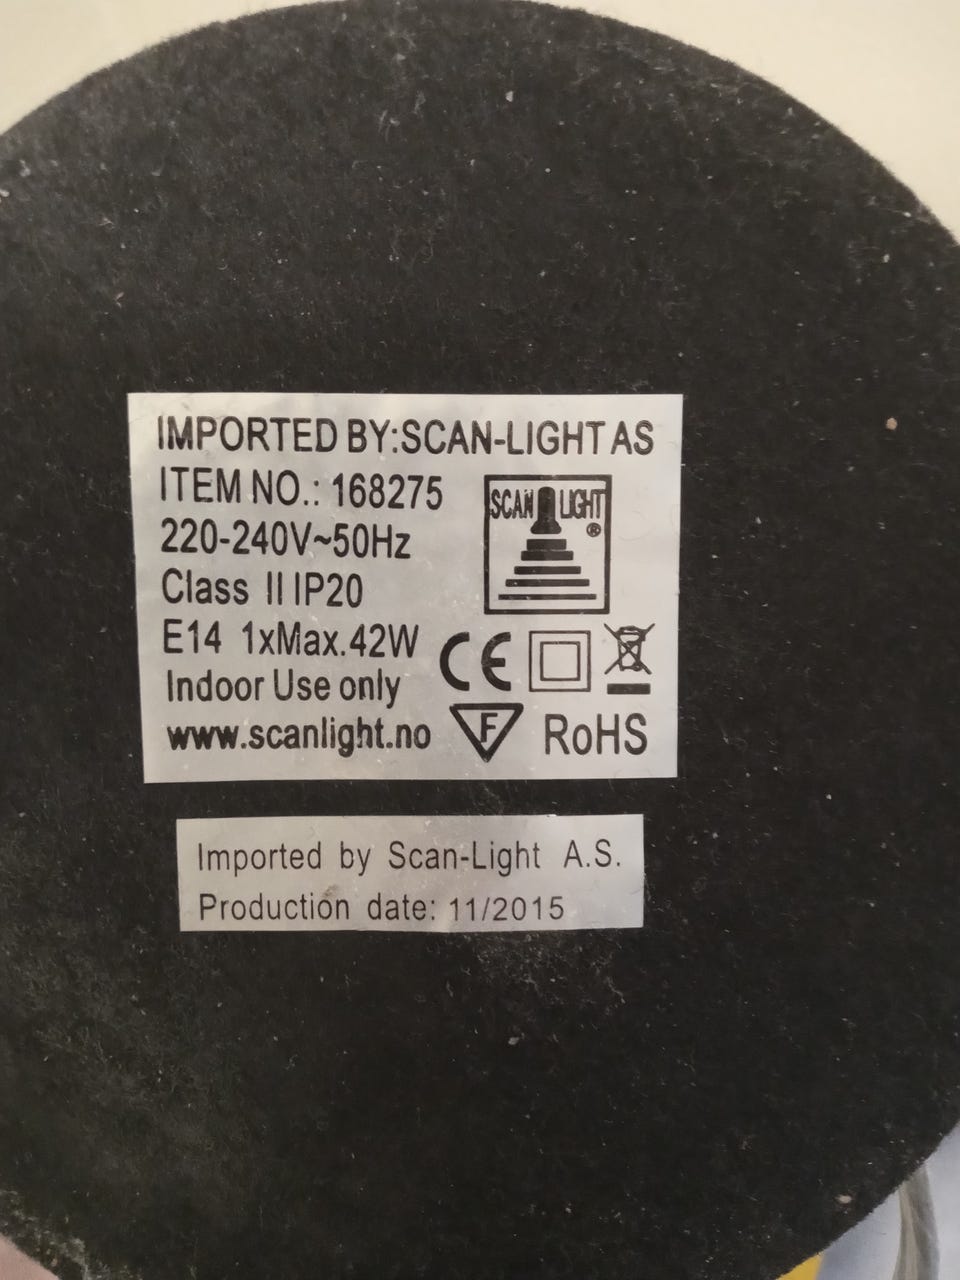 IMPORTED BY:SCAN-LIGHT AS
ITEM NO.: 168275
SCAN LIGHT
®
220-240V~50Hz
Class II IP20
E14 1xMax.42W
CE
Indoor Use only
www.scanlight.no
F
RoHS
Imported by Scan-Light A.S.
Production date: 11/2015